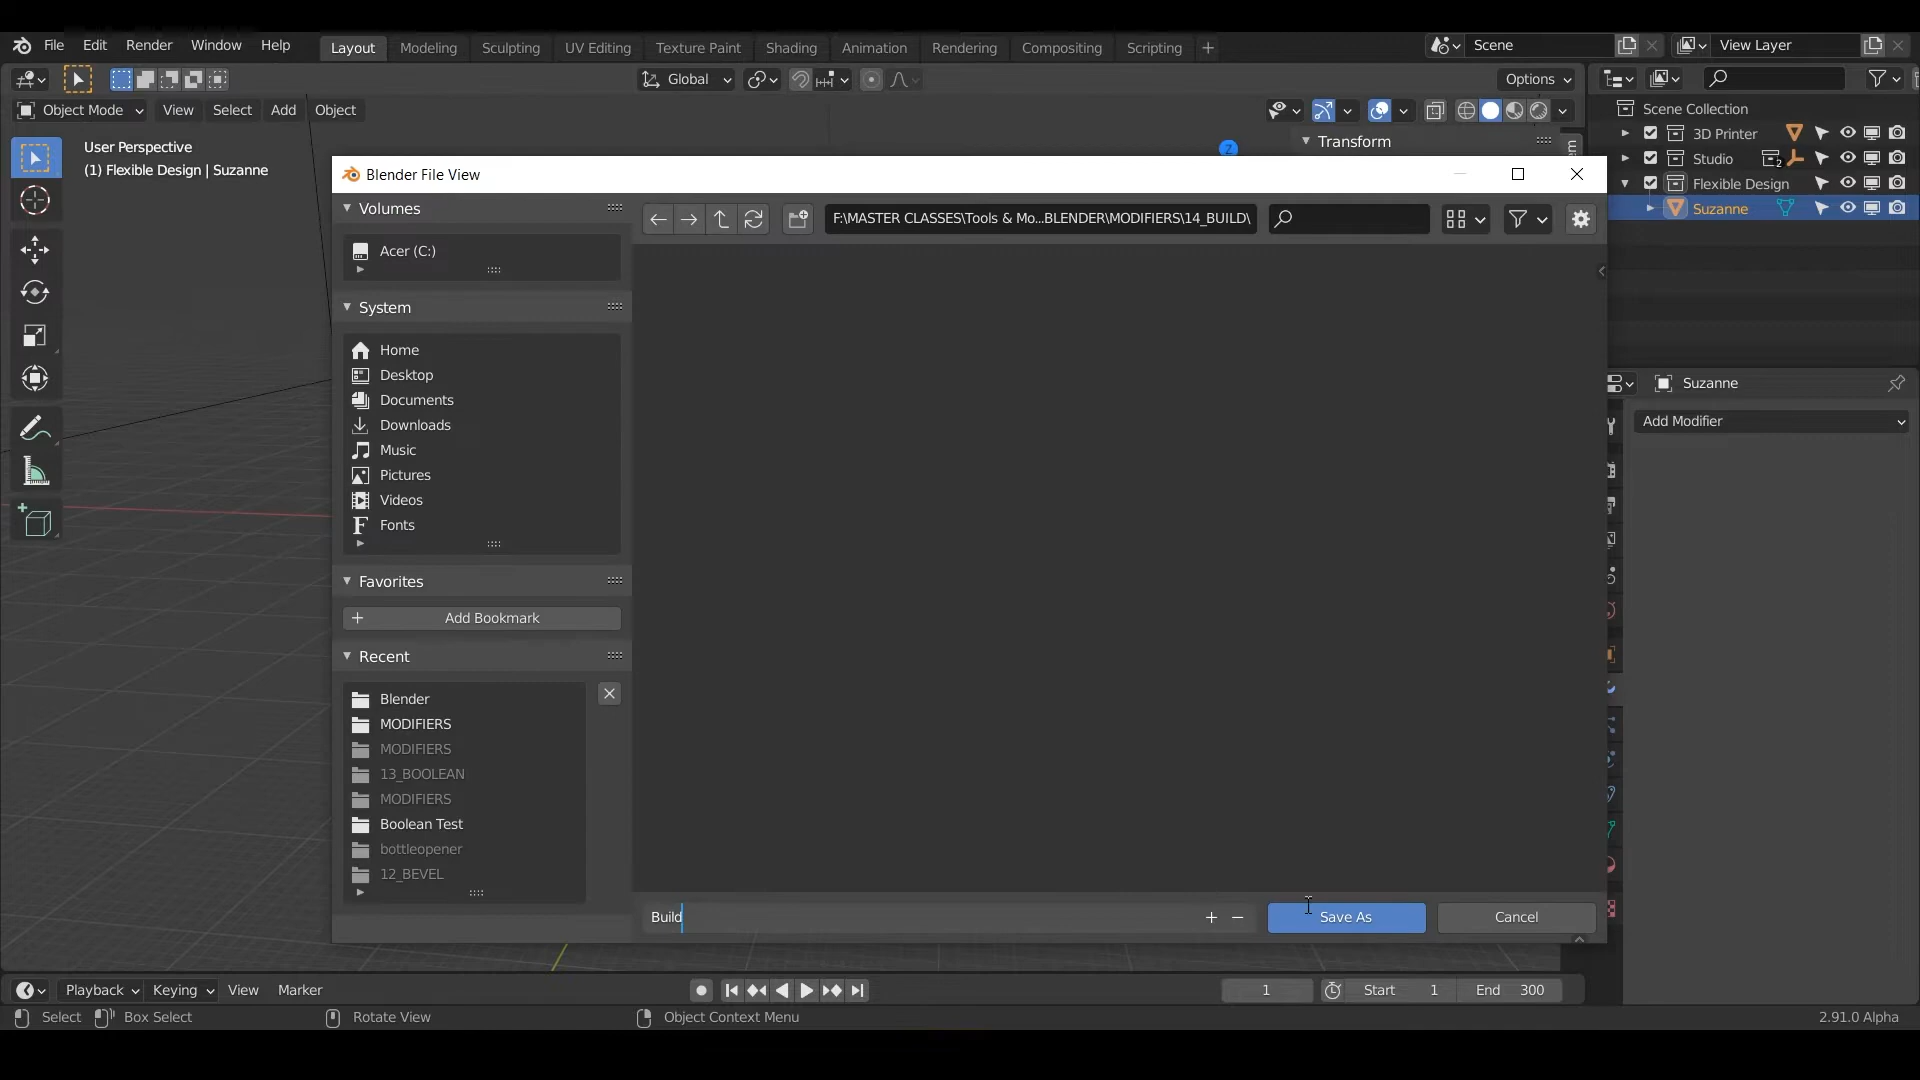 File Edit Render Window Help Layout Modeling Sculpting UV Editing Texture Paint Shading Animation Rendering Compositing Scripting + Scene View Layer
Global Options
Object Mode View Select Add Object
Scene Collection
3D Printer
Studio 2
Flexible Design
Suzanne
User Perspective
(1) Flexible Design | Suzanne
Z
Transform
Blender File View
Volumes
Acer (C:)
System
Home
Desktop
Documents
Downloads
Music
Pictures
Videos
Fonts
Favorites
Add Bookmark
Recent
Blender
MODIFIERS
MODIFIERS
13_BOOLEAN
MODIFIERS
Boolean Test
bottleopener
12_BEVEL
F:\MASTER CLASSES\Tools & Mo...BLENDER\MODIFIERS\14_BUILD\
Build
Save As
Cancel
Suzanne
Add Modifier
Playback Keying View Marker 1 Start 1 End 300
Select Box Select Rotate View Object Context Menu 2.91.0 Alpha